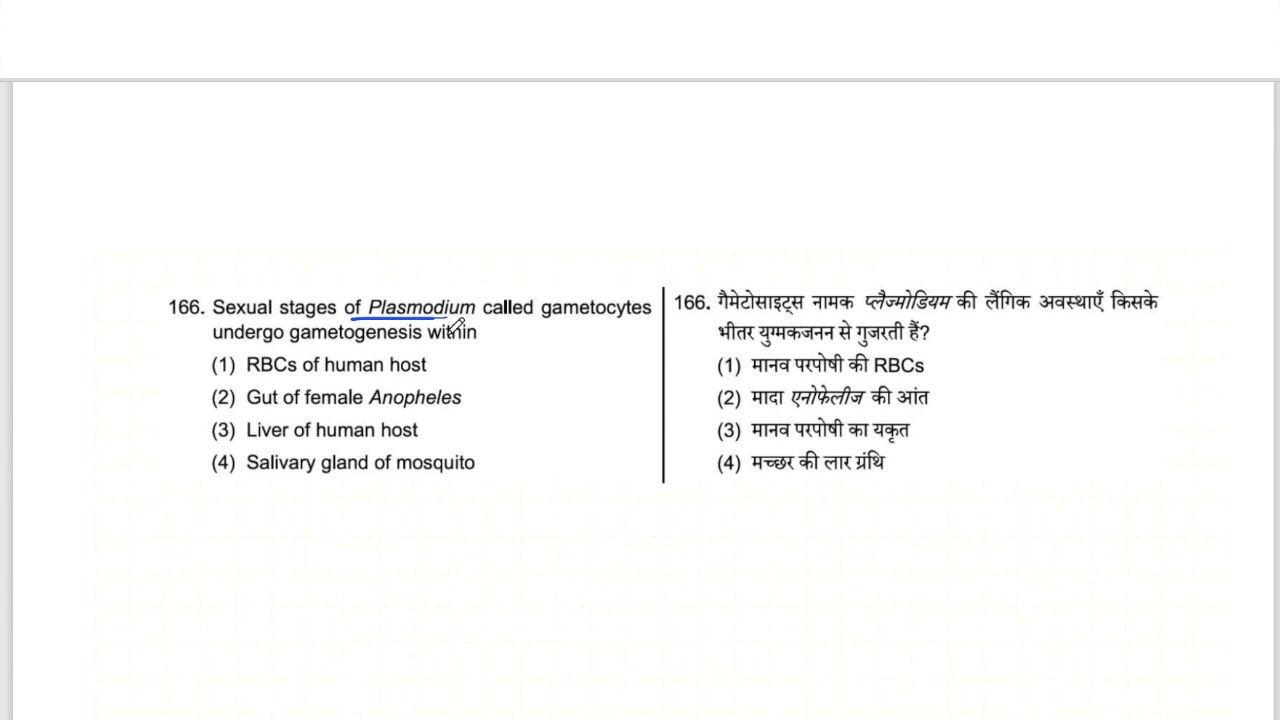 166. Sexual stages of Plasmodium called gametocytes
undergo gametogenesis within
(1) RBCs of human host
(2) Gut of female Anopheles
(3) Liver of human host
(4) Salivary gland of mosquito
166. गैमेटोसाइट्स नामक प्लैज्मोडियम की लैंगिक अवस्थाएँ किसके
भीतर युग्मकजनन से गुजरती हैं?
(1) मानव परपोषी की RBCs
(2) मादा एनोफेलीज की आंत
(3) मानव परपोषी का यकृत
(4) मच्छर की लार ग्रंथि